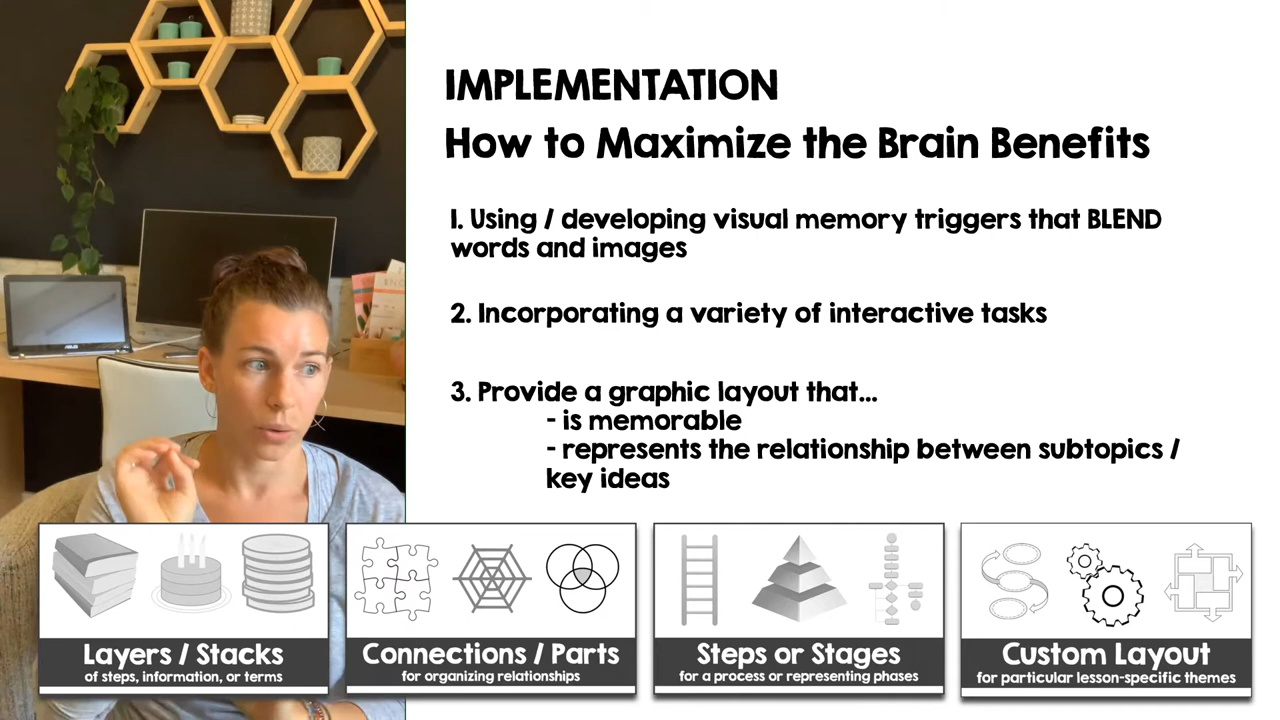 IMPLEMENTATION
How to Maximize the Brain Benefits
1. Using / developing visual memory triggers that BLEND
words and images
2. Incorporating a variety of interactive tasks
3. Provide a graphic layout that...
- is memorable
- represents the relationship between subtopics /
key ideas
Layers / Stacks
of steps, information, or terms
Connections / Parts
for organizing relationships
Steps or Stages
for a process or representing phases
Custom Layout
for particular lesson-specific themes